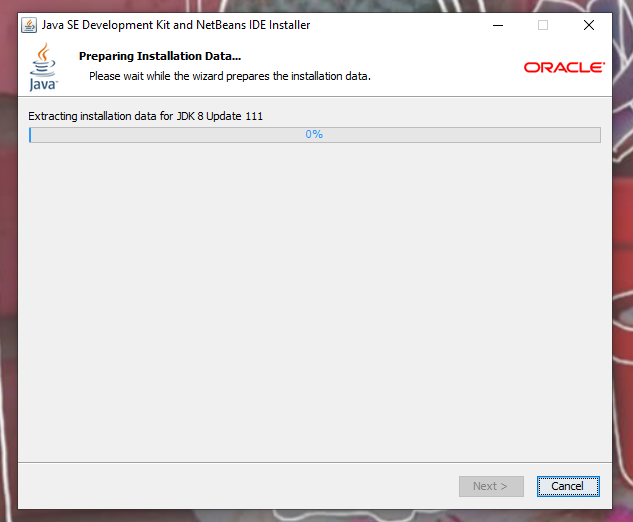 Java SE Development Kit and NetBeans IDE Installer
Preparing Installation Data...
Please wait while the wizard prepares the installation data.
Java™
ORACLE®
Extracting installation data for JDK 8 Update 111
0%
Next >
Cancel